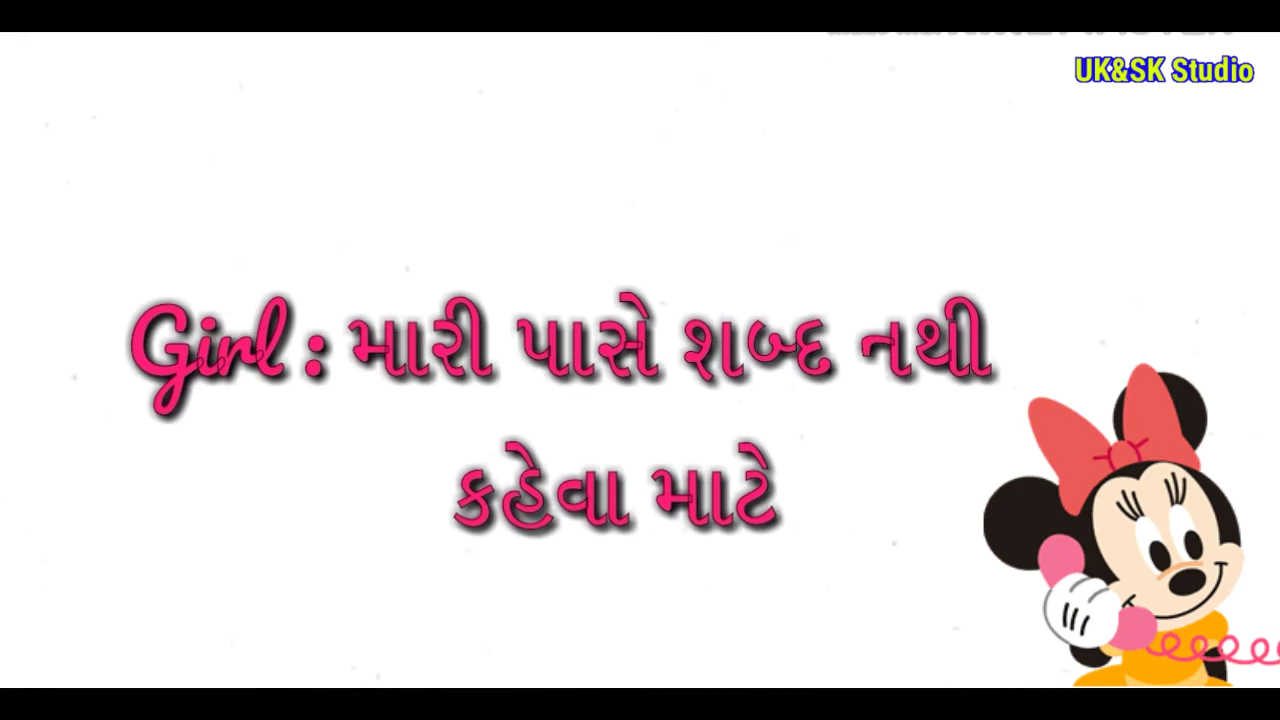 UK&SK Studio
Girl : મારી પાસે શબ્દ નથી
કહેવા માટે